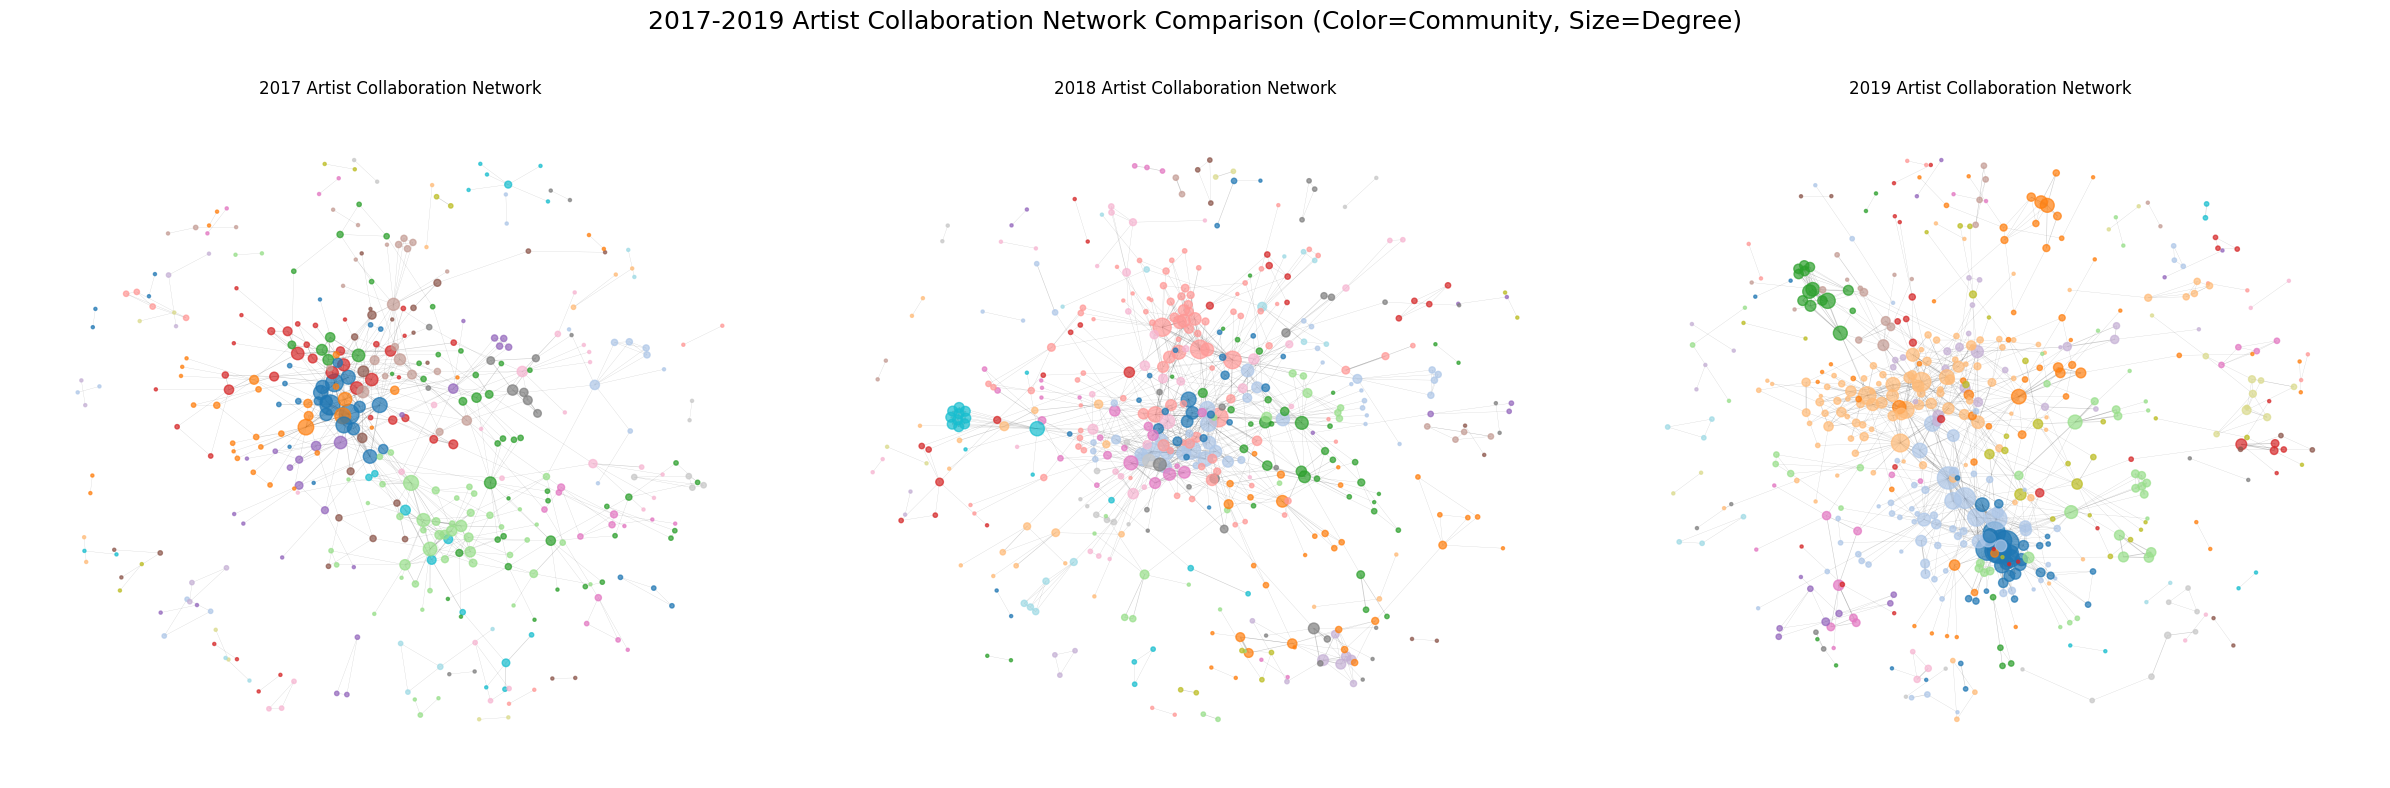 2017-2019 Artist Collaboration Network Comparison (Color=Community, Size=Degree)
2017 Artist Collaboration Network
2018 Artist Collaboration Network
2019 Artist Collaboration Network